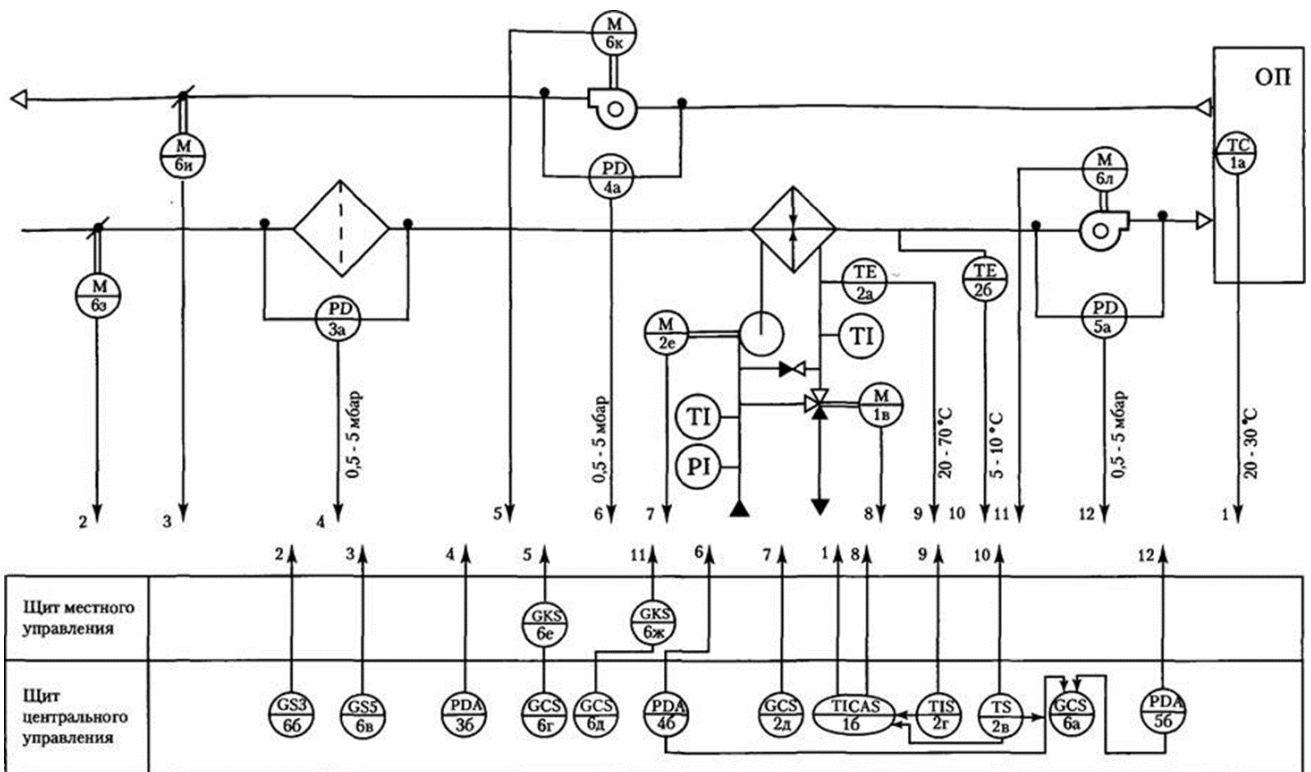 М
6к
ОП
М
6и
PD
4а
М
6л
TC
1а
М
6з
PD
3а
TE
2а
TE
2б
PD
5а
М
2е
TI
М
1в
TI
PI
0,5 - 5 мбар
0,5 - 5 мбар
20 - 70 °С
5 - 10 °С
0,5 - 5 мбар
20 - 30 °С
2 3 4 5 6 7 8 9 10 11 12 1
2 3 4 5 11 6 7 1 8 9 10 12
Щит местного
управления
GKS
6е
GKS
6ж
Щит
центрального
управления
GS3
6б
GS5
6в
PDA
3б
GCS
6г
GCS
6д
PDA
4б
GCS
2д
TICAS
1б
TIS
2г
TS
2в
GCS
6а
PDA
5б